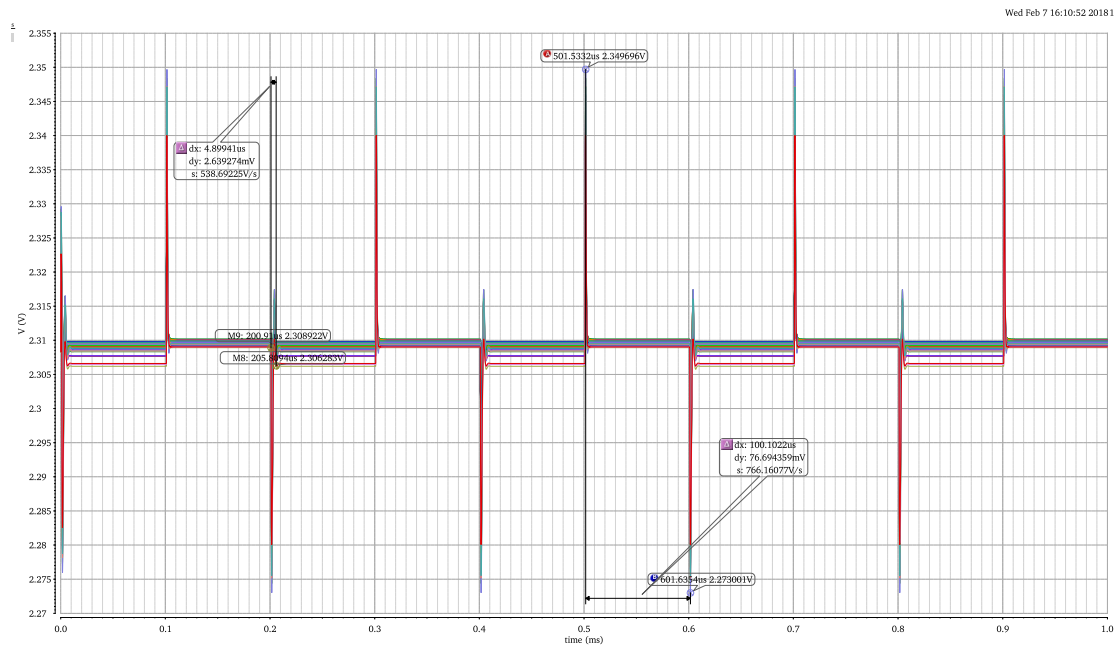 Wed Feb 7 16:10:52 2018 1
s
2.355
2.35
2.345
2.34
2.335
2.33
2.325
2.32
2.315
2.31
2.305
2.3
2.295
2.29
2.285
2.28
2.275
2.27
V (V)
A 501.5332us 2.349696V
dx: 4.89941us
dy: 2.639274mV
s: 538.69225V/s
M9: 200.91us 2.308922V
M8: 205.8094us 2.306283V
dx: 100.1022us
dy: 76.694359mV
s: 766.16077V/s
B 601.6354us 2.273001V
0.0 0.1 0.2 0.3 0.4 0.5 0.6 0.7 0.8 0.9 1.0
time (ms)